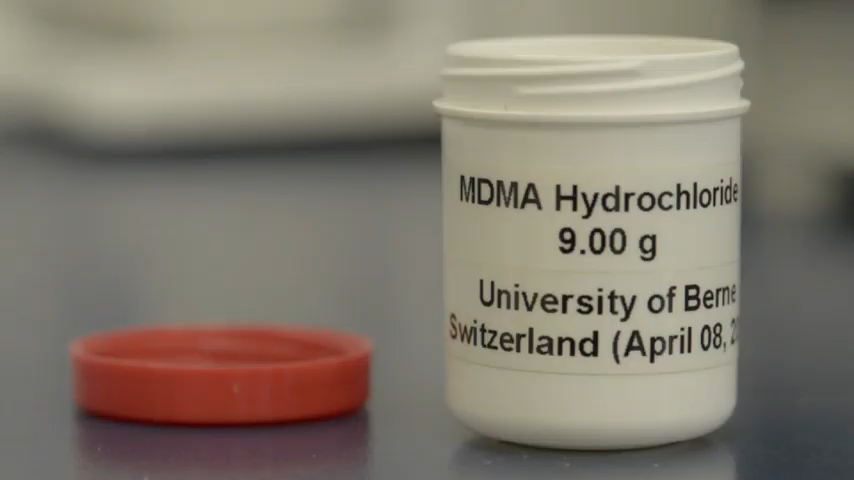 MDMA Hydrochloride
9.00 g
University of Berne
Switzerland (April 08,